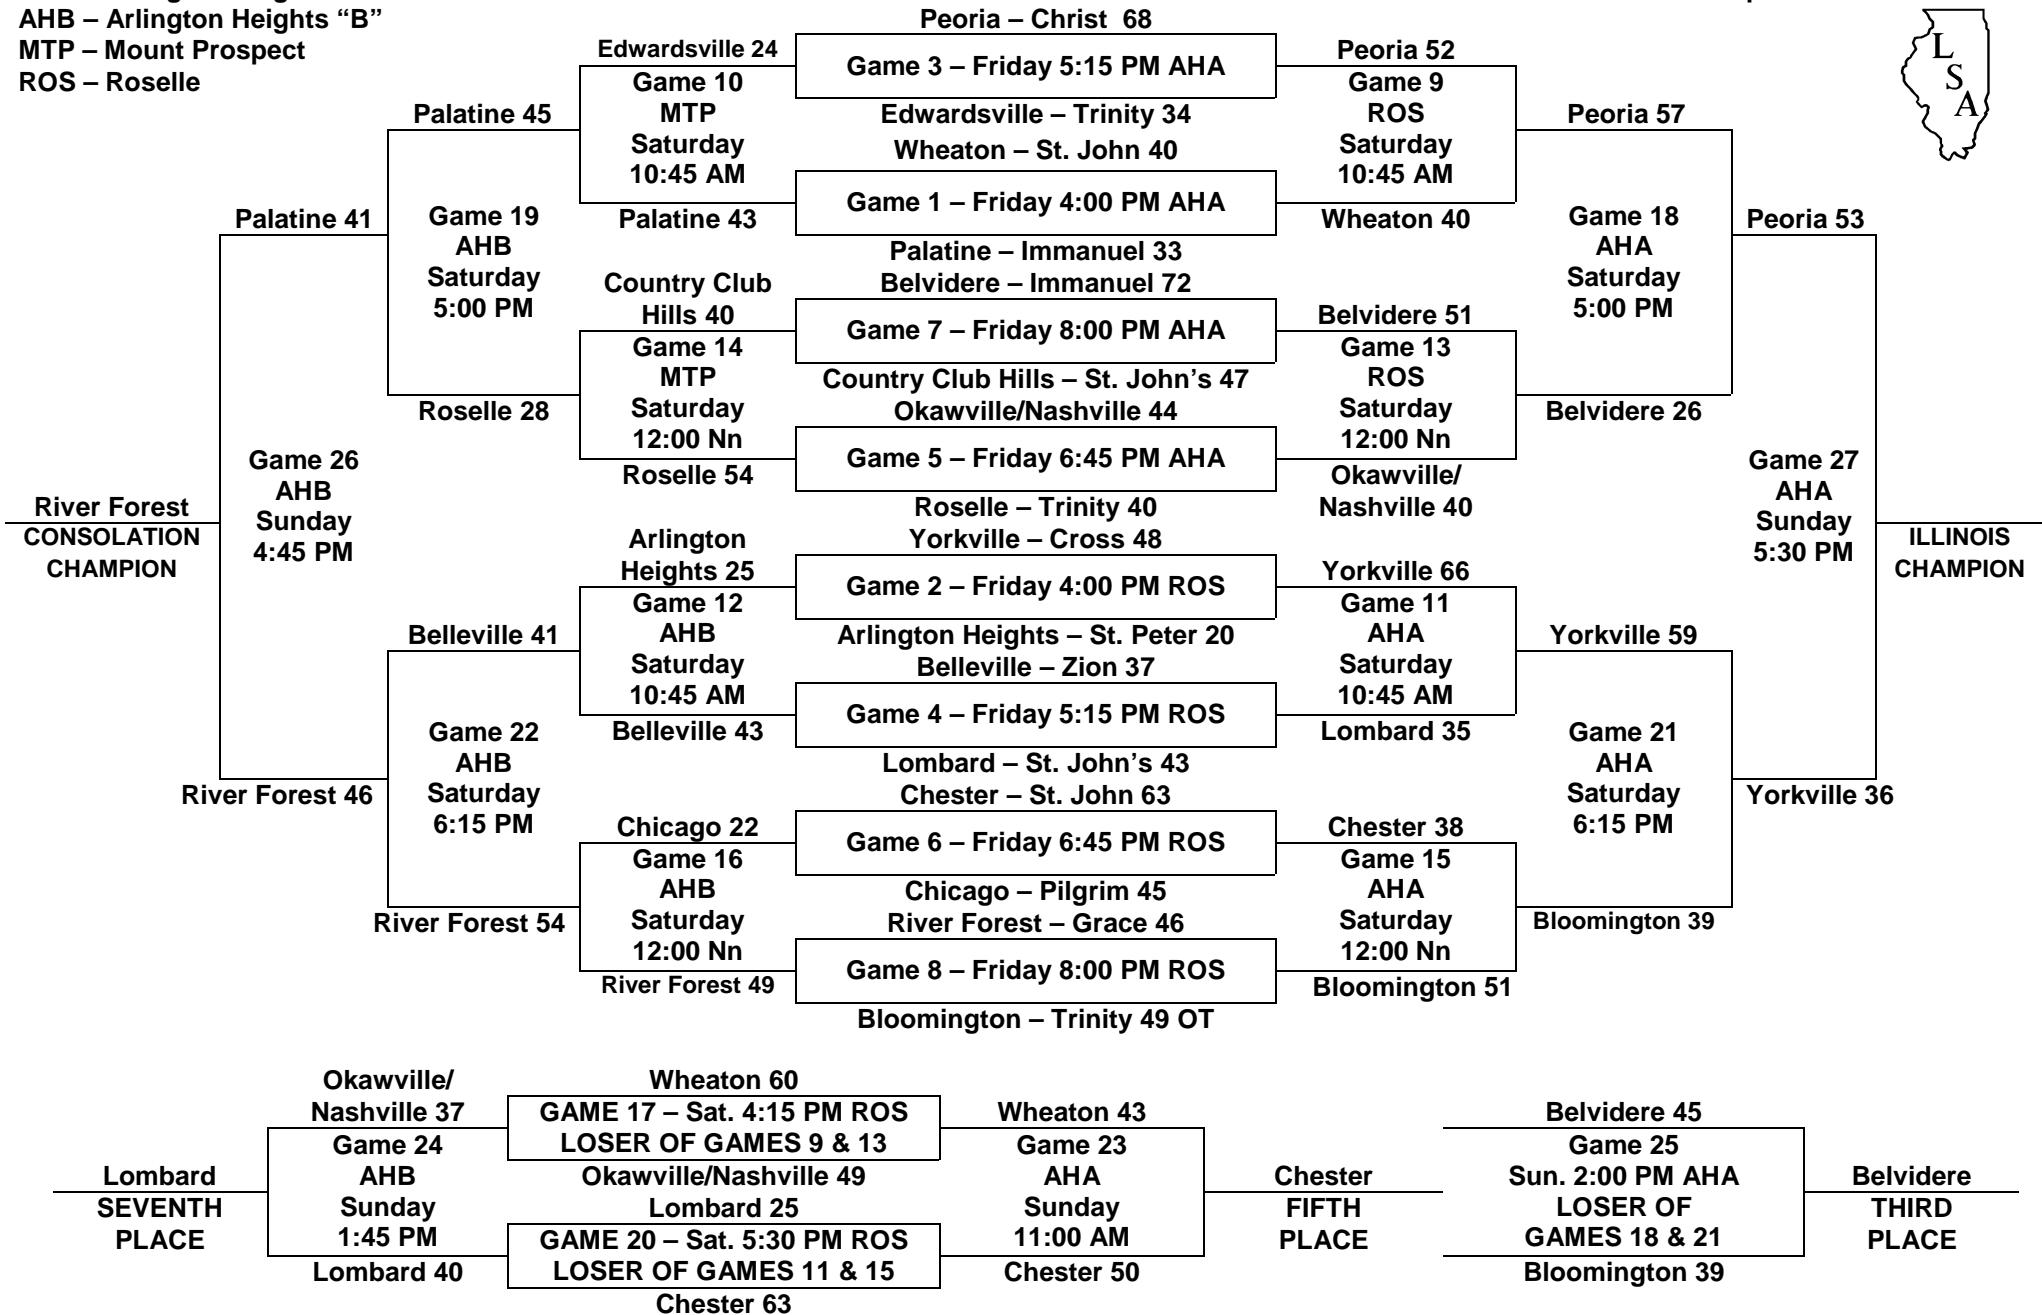 AHB – Arlington Heights “B”
MTP – Mount Prospect
ROS – Roselle
L
S
A
Peoria – Christ 68
Game 3 – Friday 5:15 PM AHA
Edwardsville – Trinity 34
Wheaton – St. John 40
Game 1 – Friday 4:00 PM AHA
Palatine – Immanuel 33
Belvidere – Immanuel 72
Game 7 – Friday 8:00 PM AHA
Country Club Hills – St. John’s 47
Okawville/Nashville 44
Game 5 – Friday 6:45 PM AHA
Roselle – Trinity 40
Yorkville – Cross 48
Game 2 – Friday 4:00 PM ROS
Arlington Heights – St. Peter 20
Belleville – Zion 37
Game 4 – Friday 5:15 PM ROS
Lombard – St. John’s 43
Chester – St. John 63
Game 6 – Friday 6:45 PM ROS
Chicago – Pilgrim 45
River Forest – Grace 46
Game 8 – Friday 8:00 PM ROS
Bloomington – Trinity 49 OT
Edwardsville 24
Game 10
MTP
Saturday
10:45 AM
Palatine 43
Country Club
Hills 40
Game 14
MTP
Saturday
12:00 Nn
Roselle 54
Arlington
Heights 25
Game 12
AHB
Saturday
10:45 AM
Belleville 43
Chicago 22
Game 16
AHB
Saturday
12:00 Nn
River Forest 49
Palatine 45
Game 19
AHB
Saturday
5:00 PM
Roselle 28
Belleville 41
Game 22
AHB
Saturday
6:15 PM
River Forest 54
Palatine 41
Game 26
AHB
Sunday
4:45 PM
River Forest 46
River Forest
CONSOLATION
CHAMPION
Peoria 52
Game 9
ROS
Saturday
10:45 AM
Wheaton 40
Belvidere 51
Game 13
ROS
Saturday
12:00 Nn
Okawville/
Nashville 40
Yorkville 66
Game 11
AHA
Saturday
10:45 AM
Lombard 35
Chester 38
Game 15
AHA
Saturday
12:00 Nn
Bloomington 51
Peoria 57
Game 18
AHA
Saturday
5:00 PM
Belvidere 26
Yorkville 59
Game 21
AHA
Saturday
6:15 PM
Bloomington 39
Peoria 53
Game 27
AHA
Sunday
5:30 PM
Yorkville 36
ILLINOIS
CHAMPION
Okawville/
Nashville 37
Game 24
AHB
Sunday
1:45 PM
Lombard 40
Lombard
SEVENTH
PLACE
Wheaton 60
GAME 17 – Sat. 4:15 PM ROS
LOSER OF GAMES 9 & 13
Okawville/Nashville 49
Lombard 25
GAME 20 – Sat. 5:30 PM ROS
LOSER OF GAMES 11 & 15
Chester 63
Wheaton 43
Game 23
AHA
Sunday
11:00 AM
Chester 50
Chester
FIFTH
PLACE
Belvidere 45
Game 25
Sun. 2:00 PM AHA
LOSER OF
GAMES 18 & 21
Bloomington 39
Belvidere
THIRD
PLACE